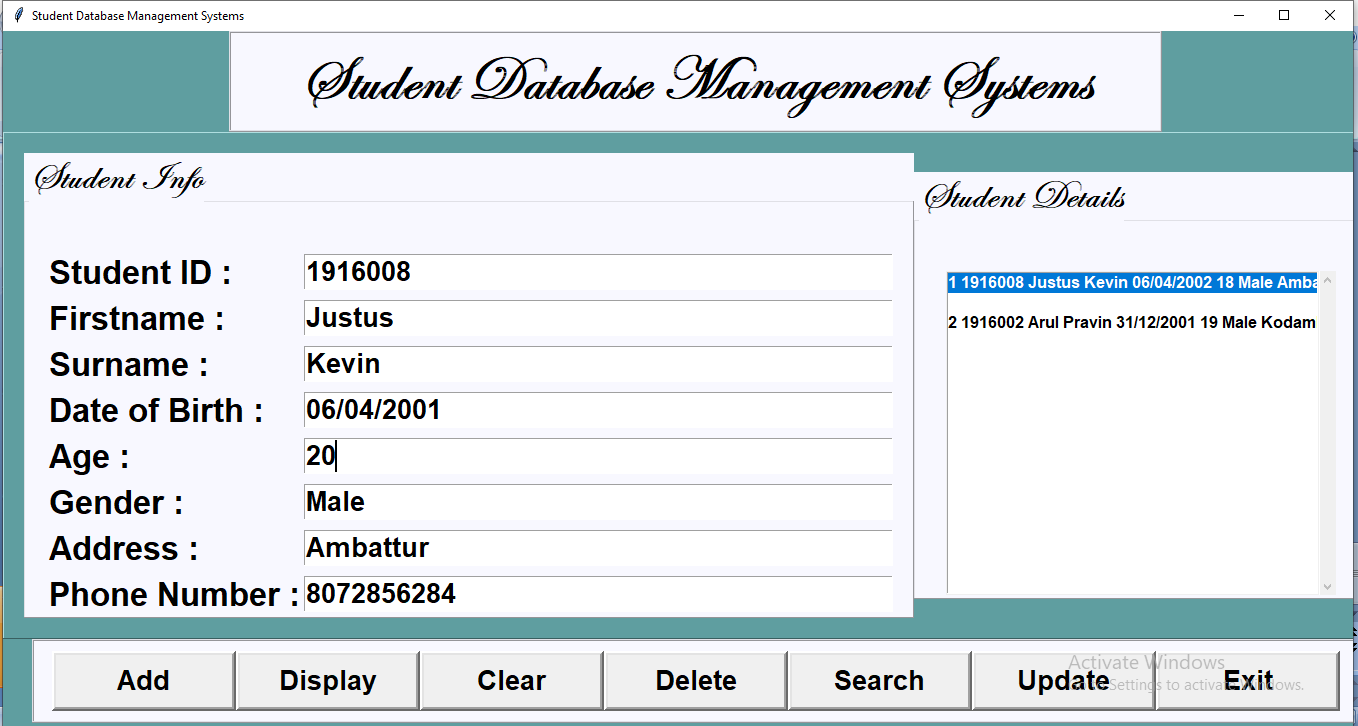 Student Database Management Systems
Student Database Management Systems
Student Info
Student ID : 1916008
Firstname : Justus
Surname : Kevin
Date of Birth : 06/04/2001
Age : 20
Gender : Male
Address : Ambattur
Phone Number : 8072856284
Student Details
1 1916008 Justus Kevin 06/04/2002 18 Male Amba
2 1916002 Arul Pravin 31/12/2001 19 Male Kodam
Add Display Clear Delete Search Update Exit
Activate Windows
Settings to activate Windows.